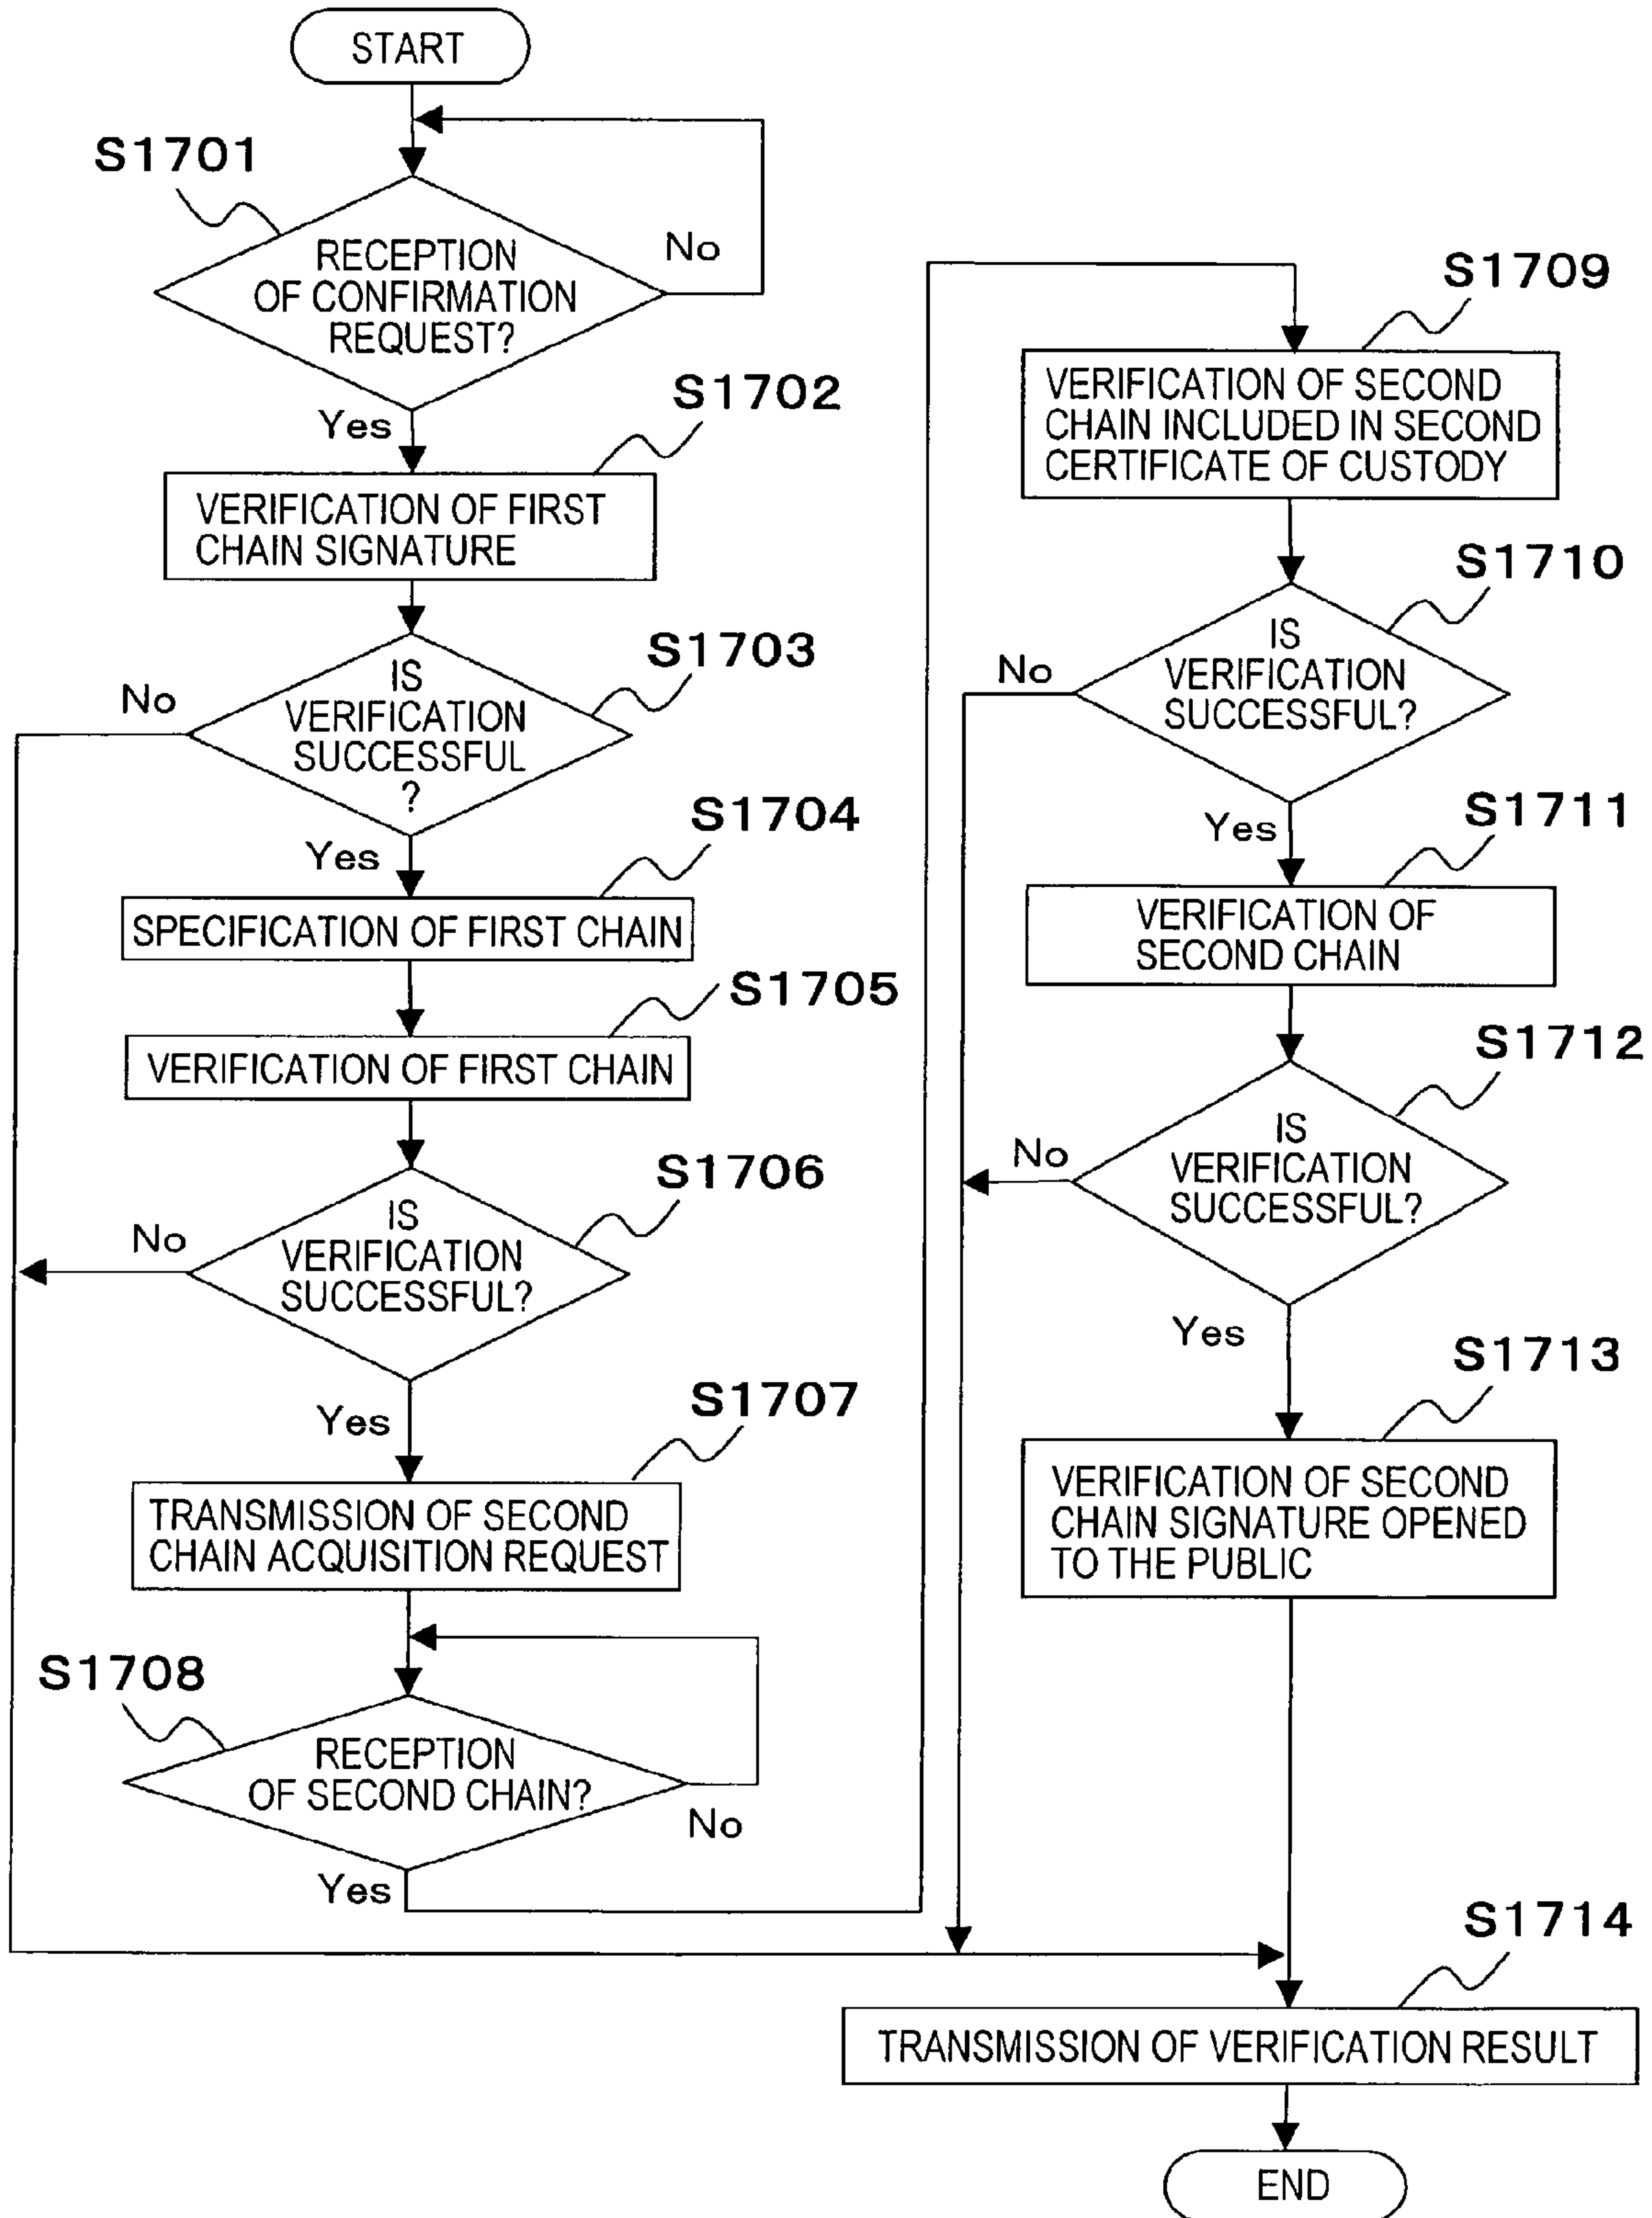 START
S1701
RECEPTION
OF CONFIRMATION
REQUEST?
No
Yes
S1702
VERIFICATION OF FIRST
CHAIN SIGNATURE
S1703
IS
VERIFICATION
SUCCESSFUL
?
No
Yes
S1704
SPECIFICATION OF FIRST CHAIN
S1705
VERIFICATION OF FIRST CHAIN
S1706
IS
VERIFICATION
SUCCESSFUL?
No
Yes
S1707
TRANSMISSION OF SECOND
CHAIN ACQUISITION REQUEST
S1708
RECEPTION
OF SECOND CHAIN?
No
Yes
S1709
VERIFICATION OF SECOND
CHAIN INCLUDED IN SECOND
CERTIFICATE OF CUSTODY
S1710
IS
VERIFICATION
SUCCESSFUL?
No
Yes
S1711
VERIFICATION OF
SECOND CHAIN
S1712
IS
VERIFICATION
SUCCESSFUL?
No
Yes
S1713
VERIFICATION OF SECOND
CHAIN SIGNATURE OPENED
TO THE PUBLIC
S1714
TRANSMISSION OF VERIFICATION RESULT
END